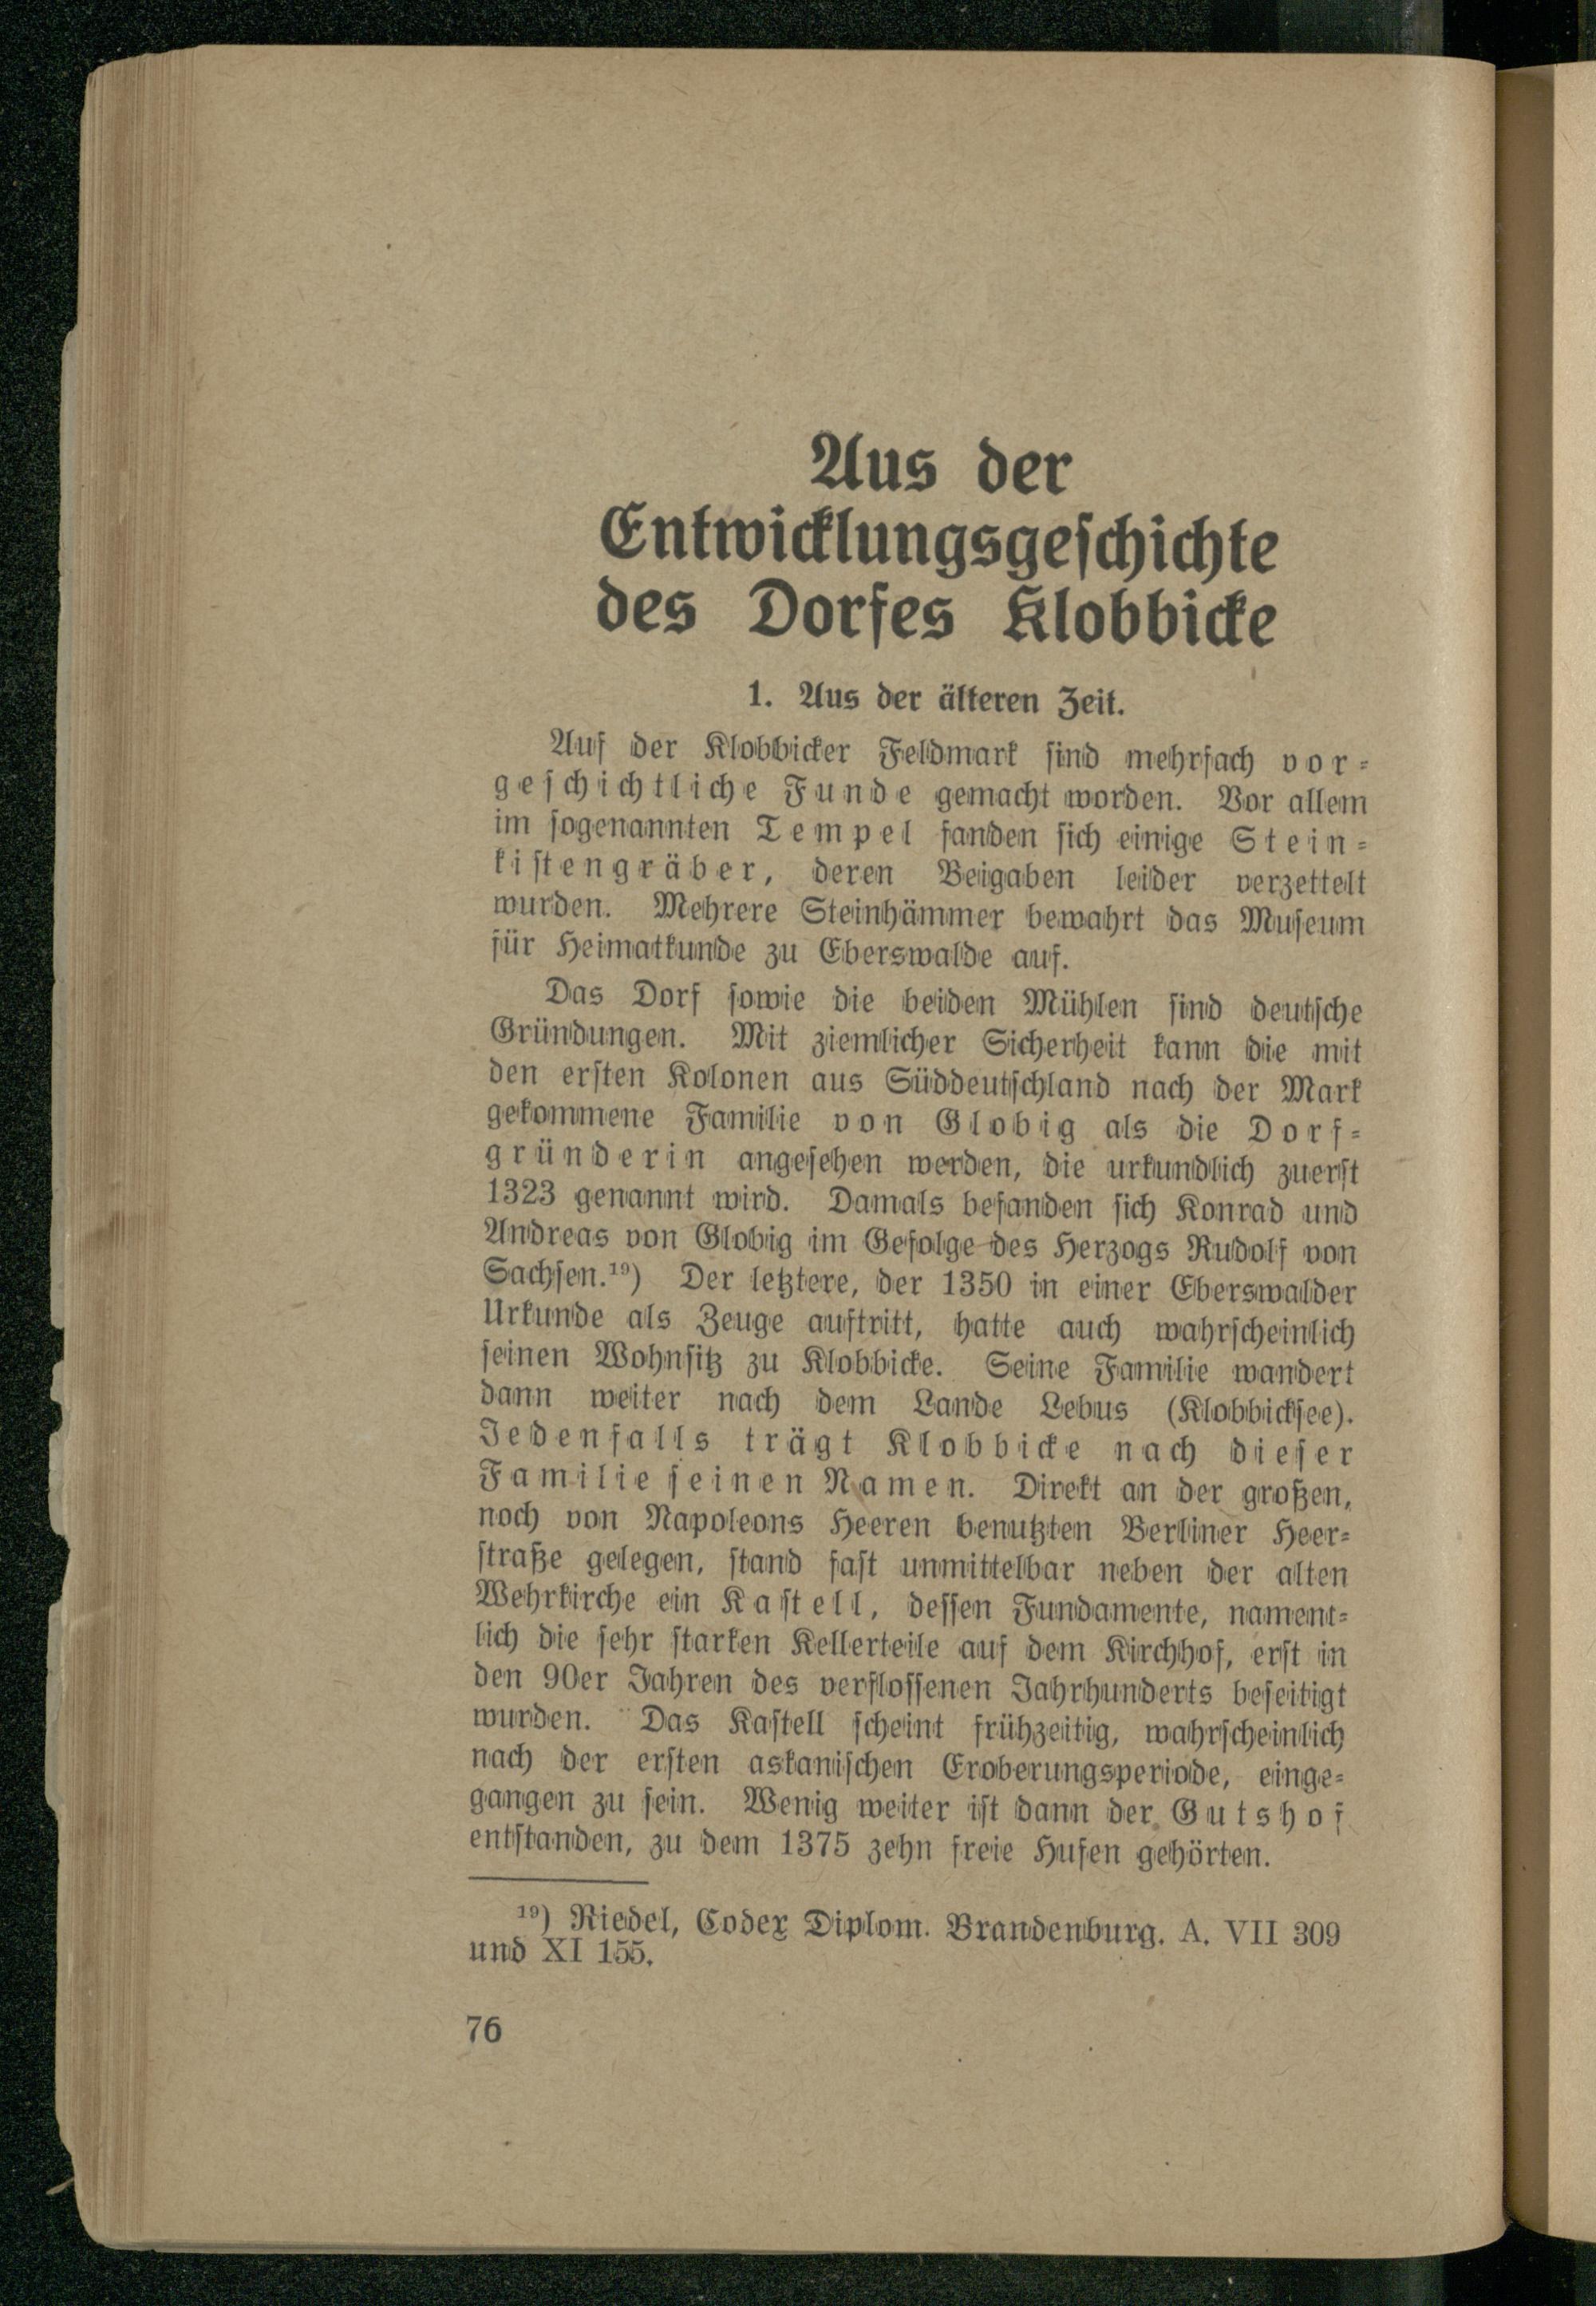 Aus der
Entwicklungsgeschichte
des Dorfes Klobbicke
1. Aus der älteren Zeit.
Auf der Klobbicker Feldmark sind mehrfach vor-
geschichtliche Funde gemacht worden. Vor allem
im sogenannten Tempel fanden sich einige Stein-
kistengräber, deren Beigaben leider verzettelt
wurden. Mehrere Steinhämmer bewahrt das Museum
für Heimatkunde zu Eberswalde auf.
Das Dorf sowie die beiden Mühlen sind deutsche
Gründungen. Mit ziemlicher Sicherheit kann die mit
den ersten Kolonen aus Süddeutschland nach der Mark
gekommene Familie von Globig als die Dorf-
gründerin angesehen werden, die urkundlich zuerst
1323 genannt wird. Damals befanden sich Konrad und
Andreas von Globig im Gefolge des Herzogs Rudolf von
Sachsen.¹⁹) Der letztere, der 1350 in einer Eberswalder
Urkunde als Zeuge auftritt, hatte auch wahrscheinlich
seinen Wohnsitz zu Klobbicke. Seine Familie wandert
dann weiter nach dem Lande Lebus (Klobbicksee).
Jedenfalls trägt Klobbicke nach dieser
Familie seinen Namen. Direkt an der großen,
noch von Napoleons Heeren benutzten Berliner Heer-
straße gelegen, stand fast unmittelbar neben der alten
Wehrkirche ein Kastell, dessen Fundamente, nament-
lich die sehr starken Kellerteile auf dem Kirchhof, erst in
den 90er Jahren des verflossenen Jahrhunderts beseitigt
wurden. Das Kastell scheint frühzeitig, wahrscheinlich
nach der ersten askanischen Eroberungsperiode, einge-
gangen zu sein. Wenig weiter ist dann der Gutshof
entstanden, zu dem 1375 zehn freie Hufen gehörten.
¹⁹) Riedel, Codex Diplom. Brandenburg. A. VII 309
und XI 155.
76